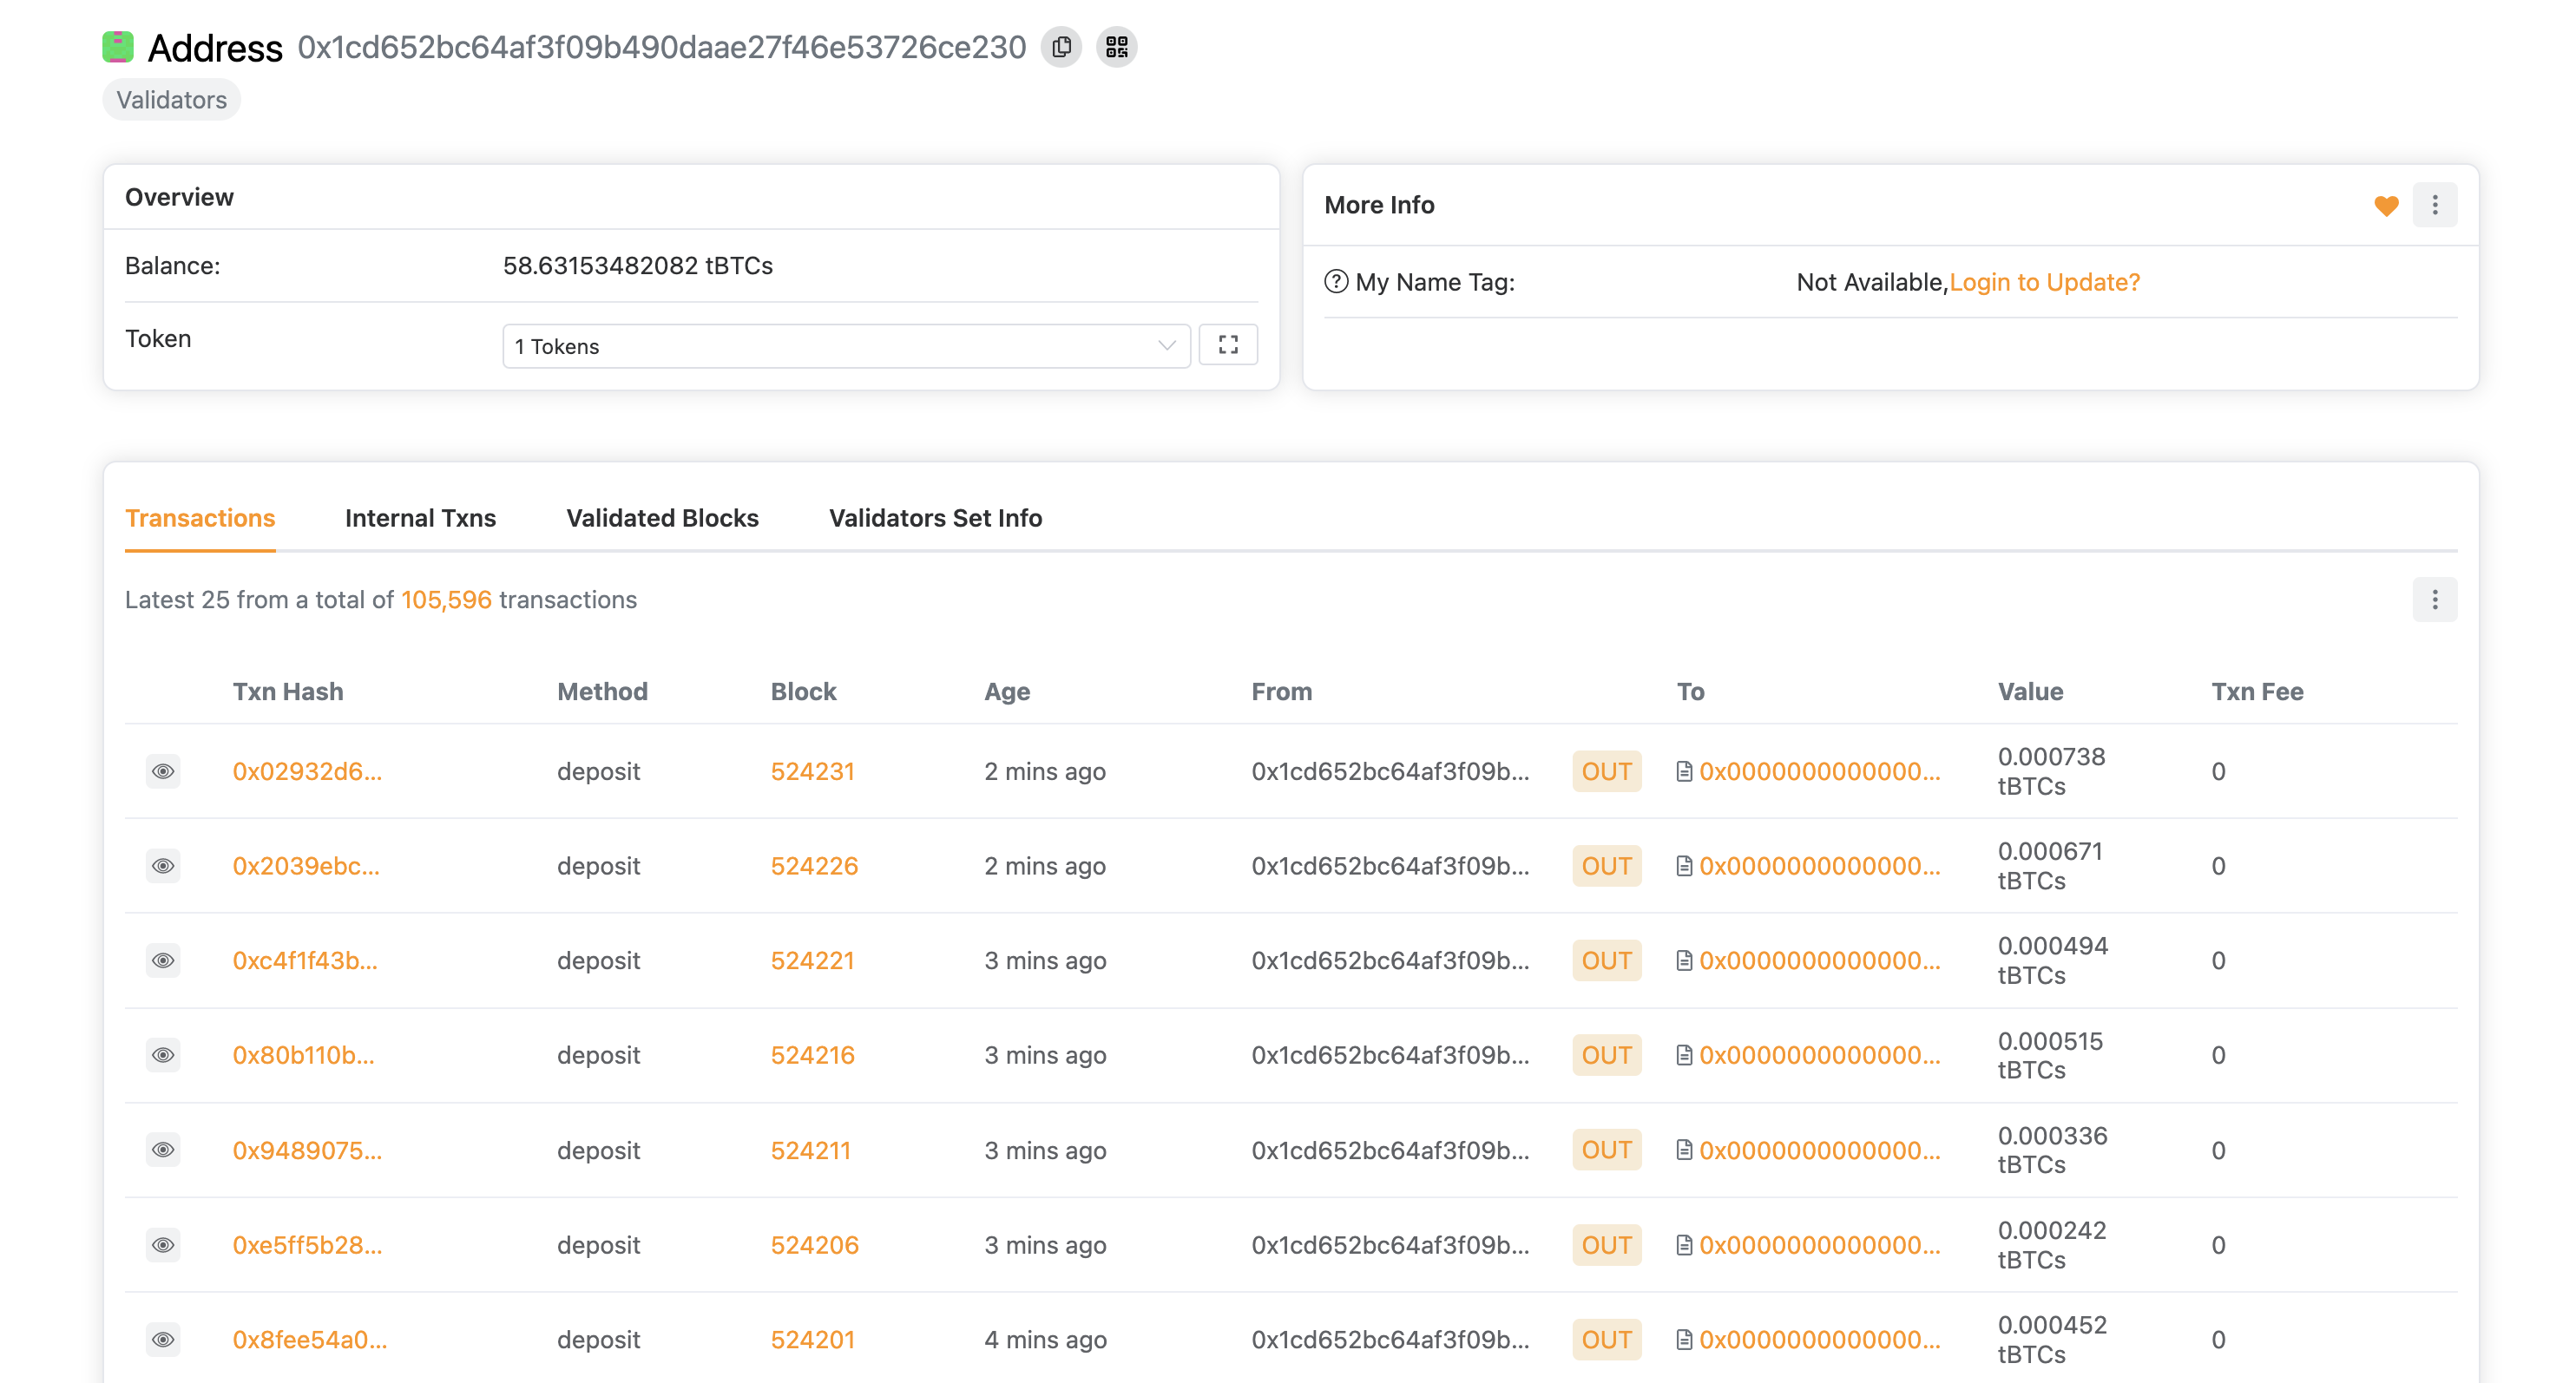 Address 0x1cd652bc64af3f09b490daae27f46e53726ce230
Validators
Overview
Balance: 58.63153482082 tBTCs
Token 1 Tokens
More Info
My Name Tag: Not Available,Login to Update?
Transactions Internal Txns Validated Blocks Validators Set Info
Latest 25 from a total of 105,596 transactions
Txn Hash Method Block Age From To Value Txn Fee
0x02932d6... deposit 524231 2 mins ago 0x1cd652bc64af3f09b... OUT 0x0000000000000... 0.000738 tBTCs 0
0x2039ebc... deposit 524226 2 mins ago 0x1cd652bc64af3f09b... OUT 0x0000000000000... 0.000671 tBTCs 0
0xc4f1f43b... deposit 524221 3 mins ago 0x1cd652bc64af3f09b... OUT 0x0000000000000... 0.000494 tBTCs 0
0x80b110b... deposit 524216 3 mins ago 0x1cd652bc64af3f09b... OUT 0x0000000000000... 0.000515 tBTCs 0
0x9489075... deposit 524211 3 mins ago 0x1cd652bc64af3f09b... OUT 0x0000000000000... 0.000336 tBTCs 0
0xe5ff5b28... deposit 524206 3 mins ago 0x1cd652bc64af3f09b... OUT 0x0000000000000... 0.000242 tBTCs 0
0x8fee54a0... deposit 524201 4 mins ago 0x1cd652bc64af3f09b... OUT 0x0000000000000... 0.000452 tBTCs 0